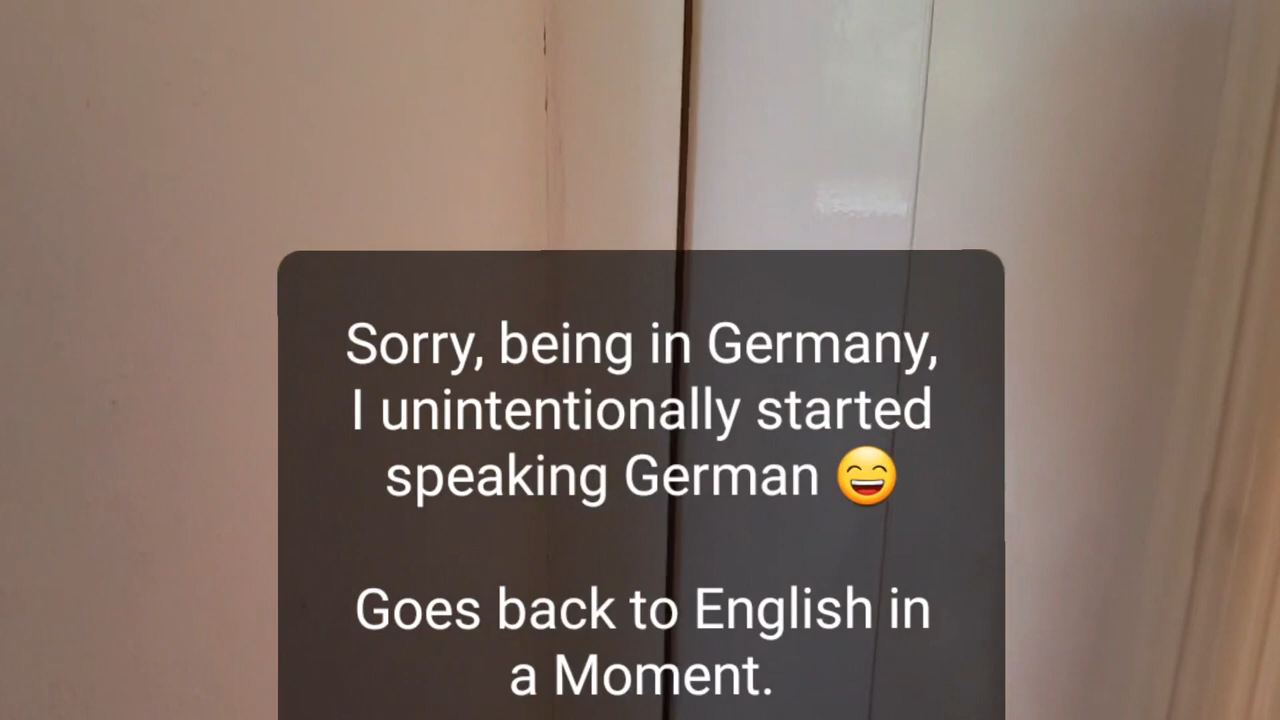 Sorry, being in Germany,
I unintentionally started
speaking German 😄
Goes back to English in
a Moment.